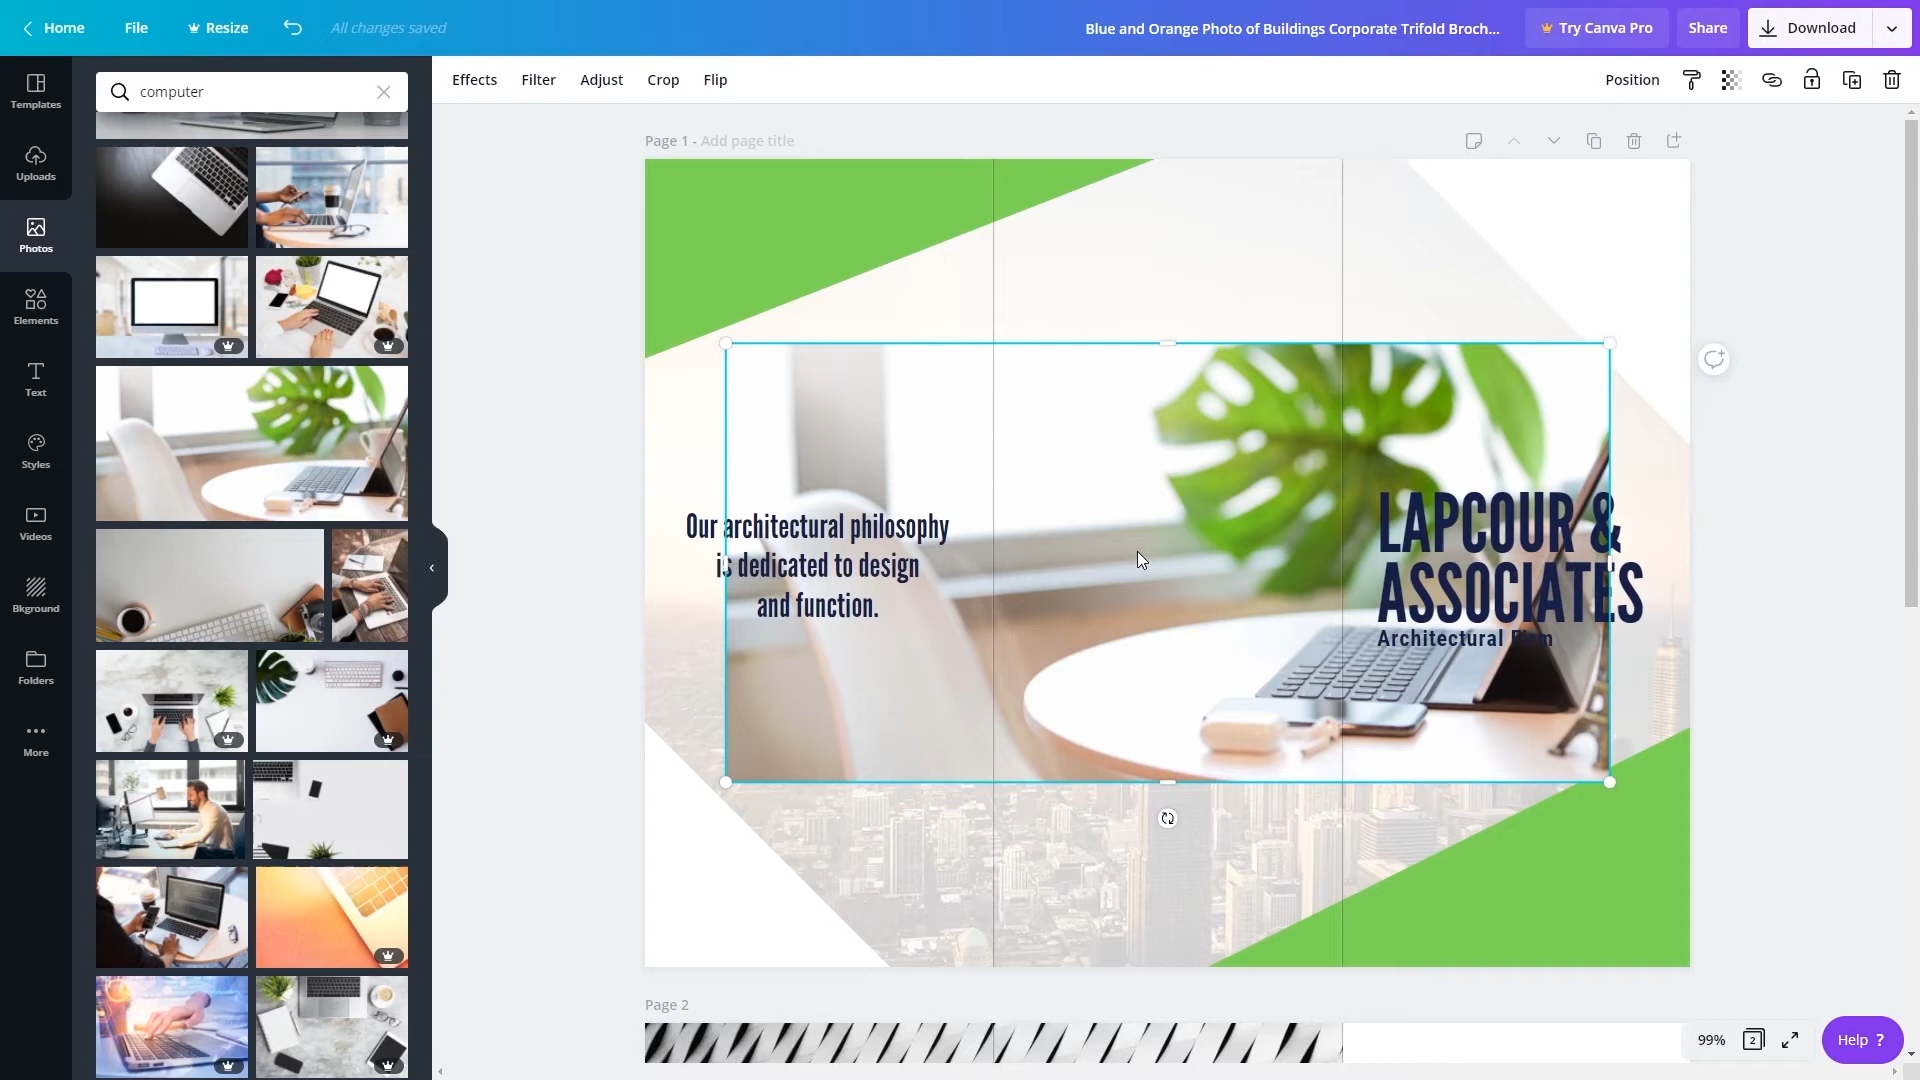 Home
File
Resize
All changes saved
Blue and Orange Photo of Buildings Corporate Trifold Broch...
Try Canva Pro
Share
Download
Templates
Uploads
Photos
Elements
Text
Styles
Videos
Bkground
Folders
More
computer
Effects
Filter
Adjust
Crop
Flip
Position
Page 1 - Add page title
Our architectural philosophy
is dedicated to design
and function.
LAPCOUR &
ASSOCIATES
Architectural Firm
Page 2
99%
2
Help ?